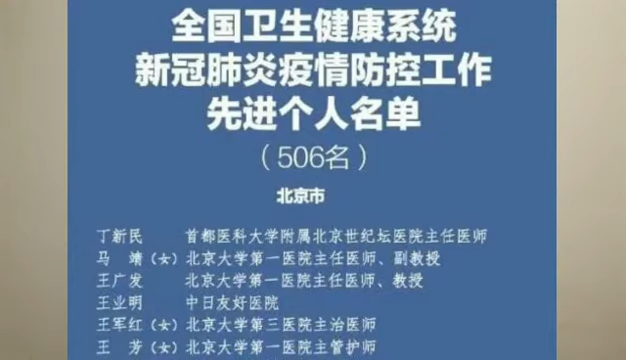 全国卫生健康系统
新冠肺炎疫情防控工作
先进个人名单
（506名）
北京市
丁新民 首都医科大学附属北京世纪坛医院主任医师
马 靖（女）北京大学第一医院主任医师、副教授
王广发 北京大学第一医院主任医师、教授
王业明 中日友好医院
王军红（女）北京大学第三医院主治医师
王 芳（女）北京大学第一医院主管护师